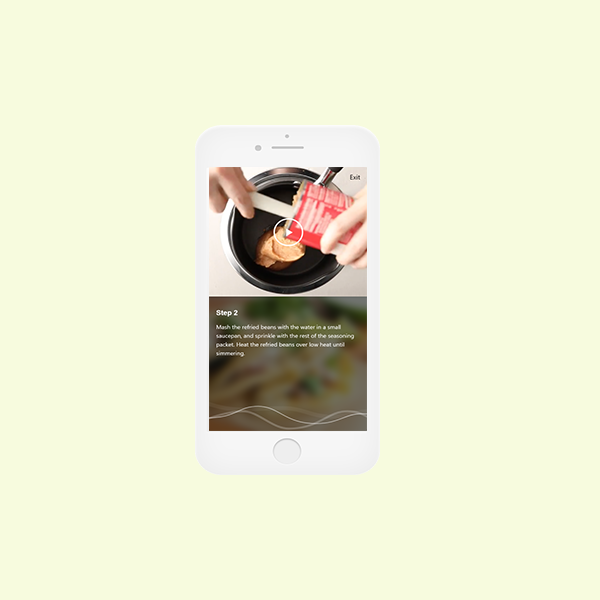 Exit
Step 2
Mash the refried beans with the water in a small
saucepan, and sprinkle with the rest of the seasoning
packet. Heat the refried beans over low heat until
simmering.